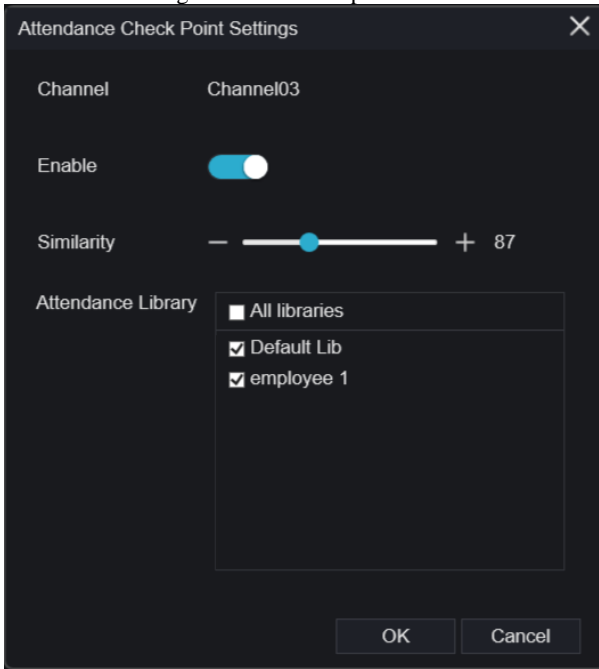 Attendance Check Point Settings
Channel Channel03
Enable
Similarity 87
Attendance Library
All libraries
Default Lib
employee 1
OK Cancel